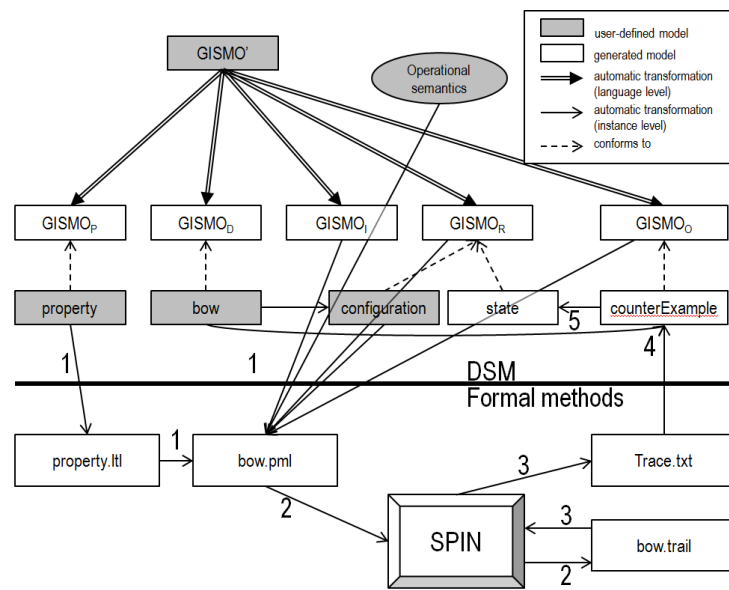 GISMO'
Operational
semantics
user-defined model
generated model
automatic transformation
(language level)
automatic transformation
(instance level)
conforms to
GISMOP
GISMOD
GISMOI
GISMOR
GISMOO
property
bow
configuration
state
counterExample
5
1
1
4
DSM
Formal methods
property.ltl
1
bow.pml
3
Trace.txt
2
SPIN
3
bow.trail
2